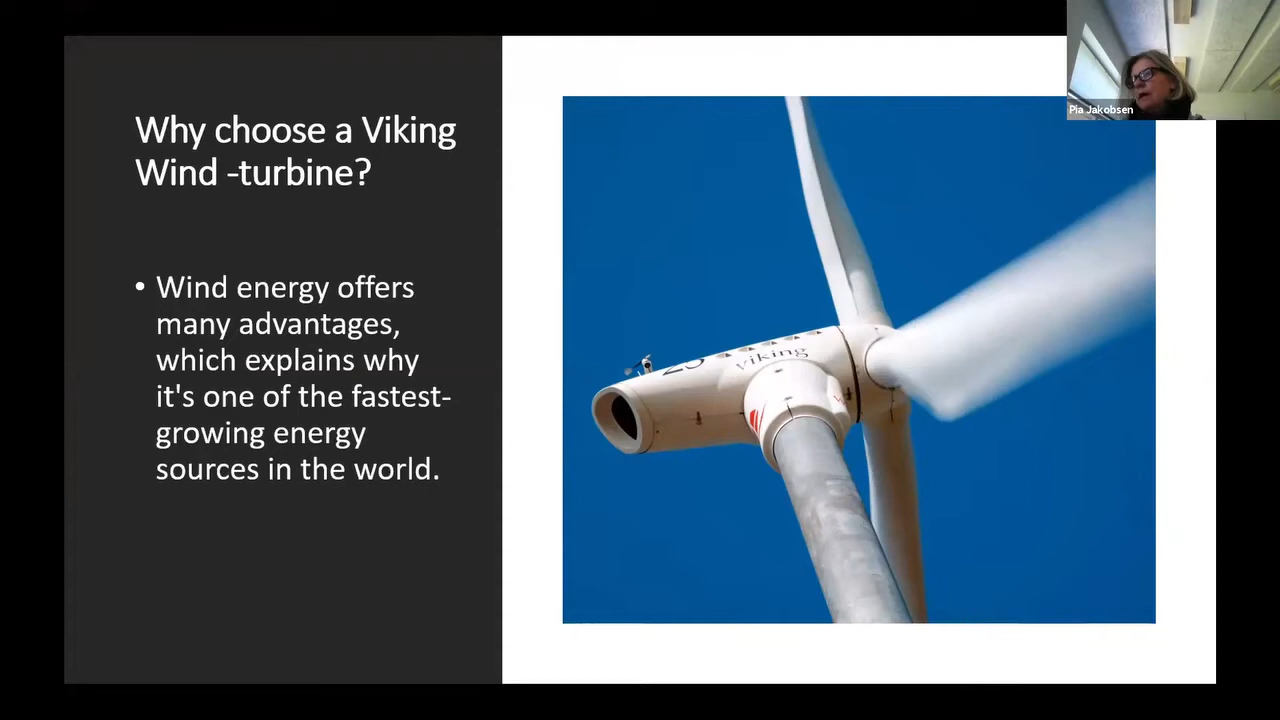 Why choose a Viking
Wind -turbine?
• Wind energy offers
many advantages,
which explains why
it's one of the fastest-
growing energy
sources in the world.
25
viking
Pia Jakobsen